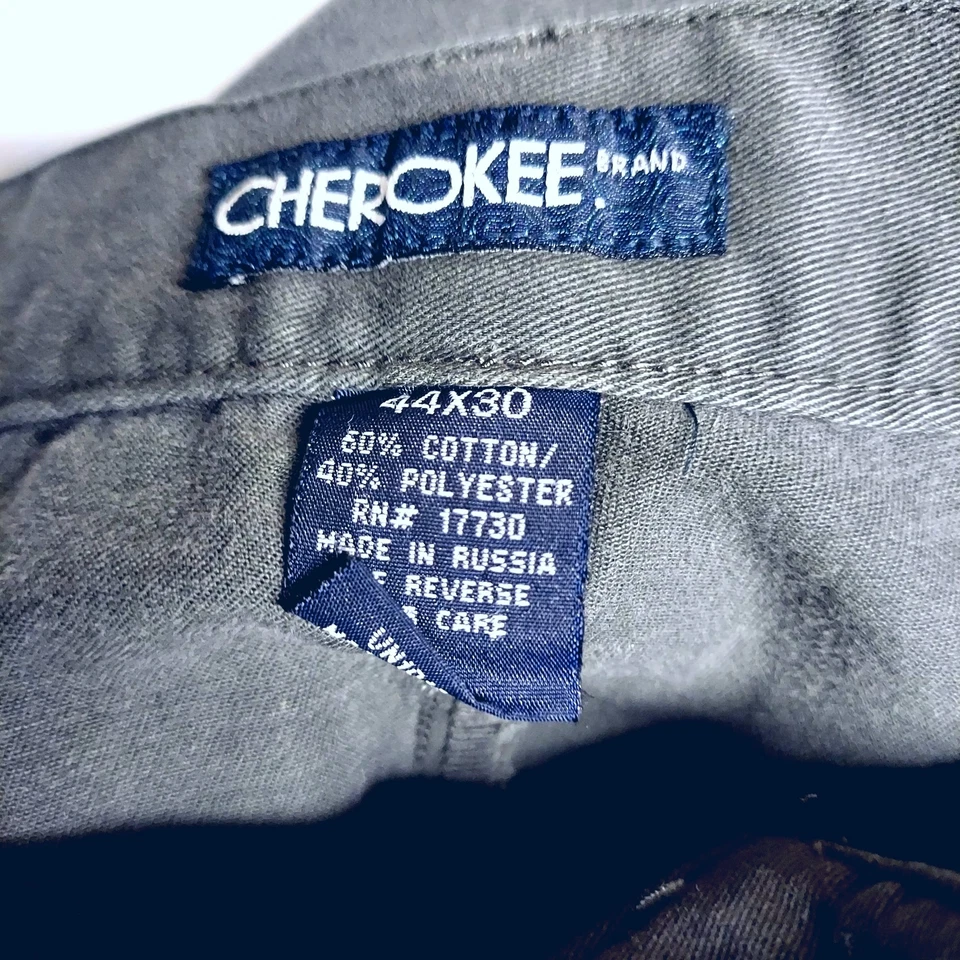 CHEROKEE. BRAND
44X30
60% COTTON/
40% POLYESTER
RN# 17730
MADE IN RUSSIA
REVERSE
CARE